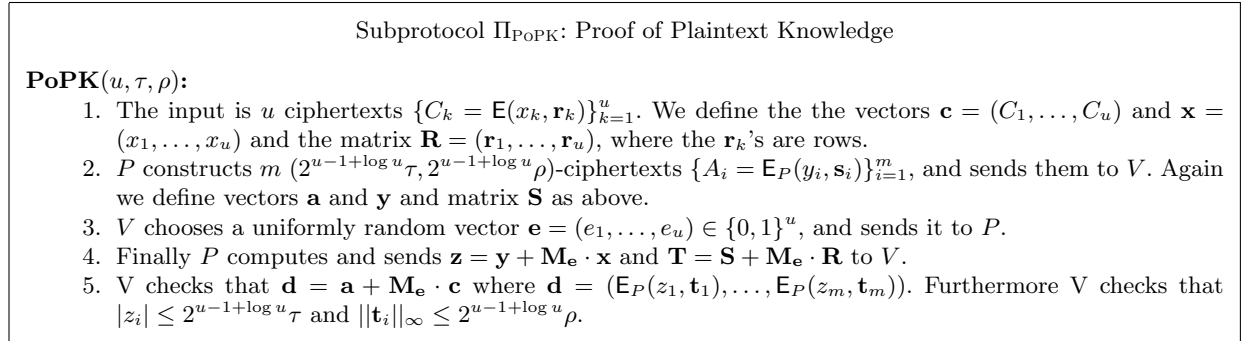 Subprotocol Π_PoPK: Proof of Plaintext Knowledge
PoPK(u, τ, ρ):
1. The input is u ciphertexts {C_k = E(x_k, r_k)}_{k=1}^u. We define the the vectors c = (C_1, . . . , C_u) and x =
(x_1, . . . , x_u) and the matrix R = (r_1, . . . , r_u), where the r_k's are rows.
2. P constructs m (2^{u−1+log u}τ, 2^{u−1+log u}ρ)-ciphertexts {A_i = E_P(y_i, s_i)}_{i=1}^m, and sends them to V. Again
we define vectors a and y and matrix S as above.
3. V chooses a uniformly random vector e = (e_1, . . . , e_u) ∈ {0, 1}^u, and sends it to P.
4. Finally P computes and sends z = y + M_e · x and T = S + M_e · R to V.
5. V checks that d = a + M_e · c where d = (E_P(z_1, t_1), . . . , E_P(z_m, t_m)). Furthermore V checks that
|z_i| ≤ 2^{u−1+log u}τ and ||t_i||_∞ ≤ 2^{u−1+log u}ρ.